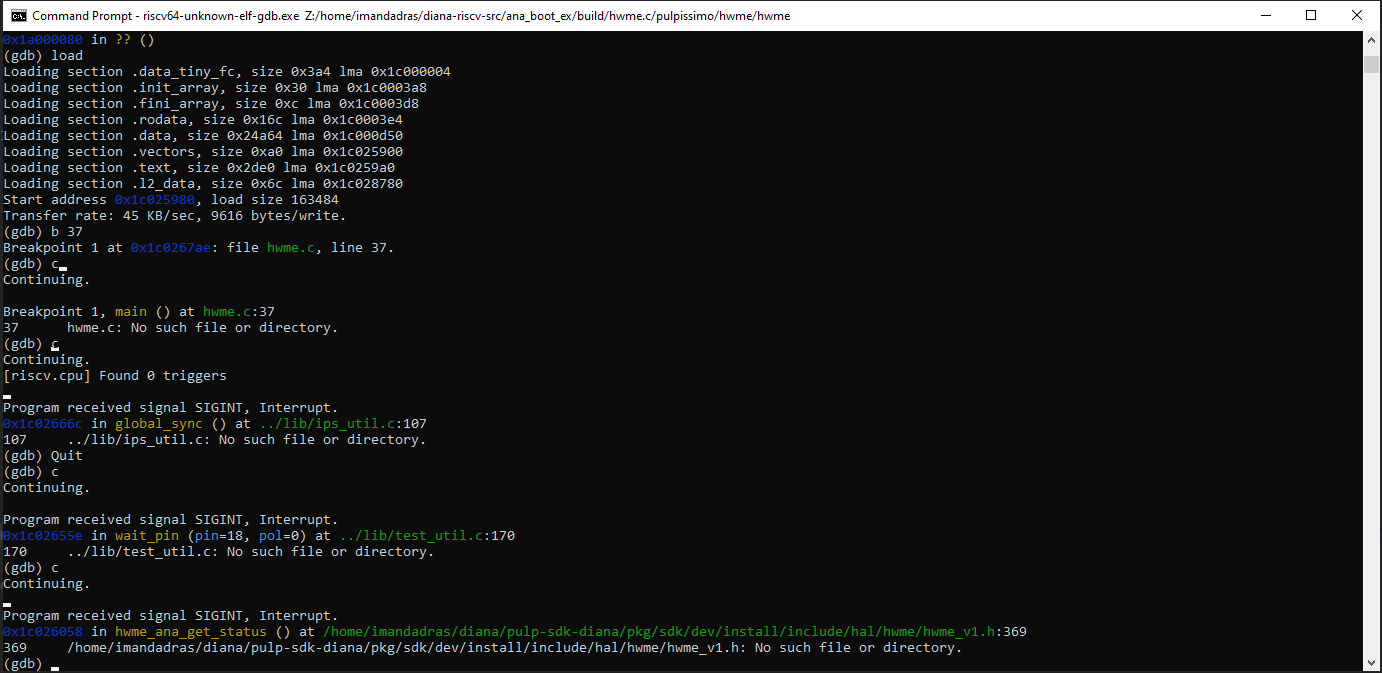 Command Prompt - riscv64-unknown-elf-gdb.exe Z:/home/imandadras/diana-riscv-src/ana_boot_ex/build/hwme.c/pulpissimo/hwme/hwme
0x1a000080 in ?? ()
(gdb) load
Loading section .data_tiny_fc, size 0x3a4 lma 0x1c000004
Loading section .init_array, size 0x30 lma 0x1c0003a8
Loading section .fini_array, size 0xc lma 0x1c0003d8
Loading section .rodata, size 0x16c lma 0x1c0003e4
Loading section .data, size 0x24a64 lma 0x1c000d50
Loading section .vectors, size 0xa0 lma 0x1c025900
Loading section .text, size 0x2de0 lma 0x1c0259a0
Loading section .l2_data, size 0x6c lma 0x1c028780
Start address 0x1c025980, load size 163484
Transfer rate: 45 KB/sec, 9616 bytes/write.
(gdb) b 37
Breakpoint 1 at 0x1c0267ae: file hwme.c, line 37.
(gdb) c
Continuing.
Breakpoint 1, main () at hwme.c:37
37      hwme.c: No such file or directory.
(gdb) c
Continuing.
[riscv.cpu] Found 0 triggers
Program received signal SIGINT, Interrupt.
0x1c02666c in global_sync () at ../lib/ips_util.c:107
107     ../lib/ips_util.c: No such file or directory.
(gdb) Quit
(gdb) c
Continuing.
Program received signal SIGINT, Interrupt.
0x1c02655e in wait_pin (pin=18, pol=0) at ../lib/test_util.c:170
170     ../lib/test_util.c: No such file or directory.
(gdb) c
Continuing.
Program received signal SIGINT, Interrupt.
0x1c026058 in hwme_ana_get_status () at /home/imandadras/diana/pulp-sdk-diana/pkg/sdk/dev/install/include/hal/hwme/hwme_v1.h:369
369     /home/imandadras/diana/pulp-sdk-diana/pkg/sdk/dev/install/include/hal/hwme/hwme_v1.h: No such file or directory.
(gdb)